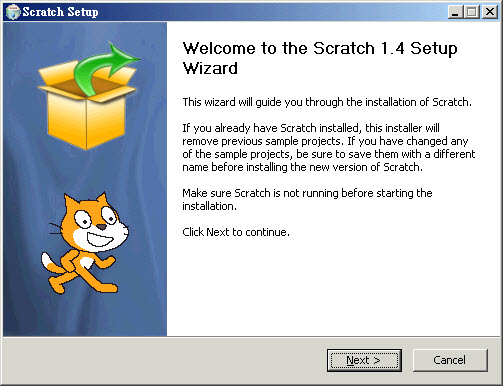 Scratch Setup
Welcome to the Scratch 1.4 Setup
Wizard
This wizard will guide you through the installation of Scratch.
If you already have Scratch installed, this installer will
remove previous sample projects. If you have changed any
of the sample projects, be sure to save them with a different
name before installing the new version of Scratch.
Make sure Scratch is not running before starting the
installation.
Click Next to continue.
Next >
Cancel